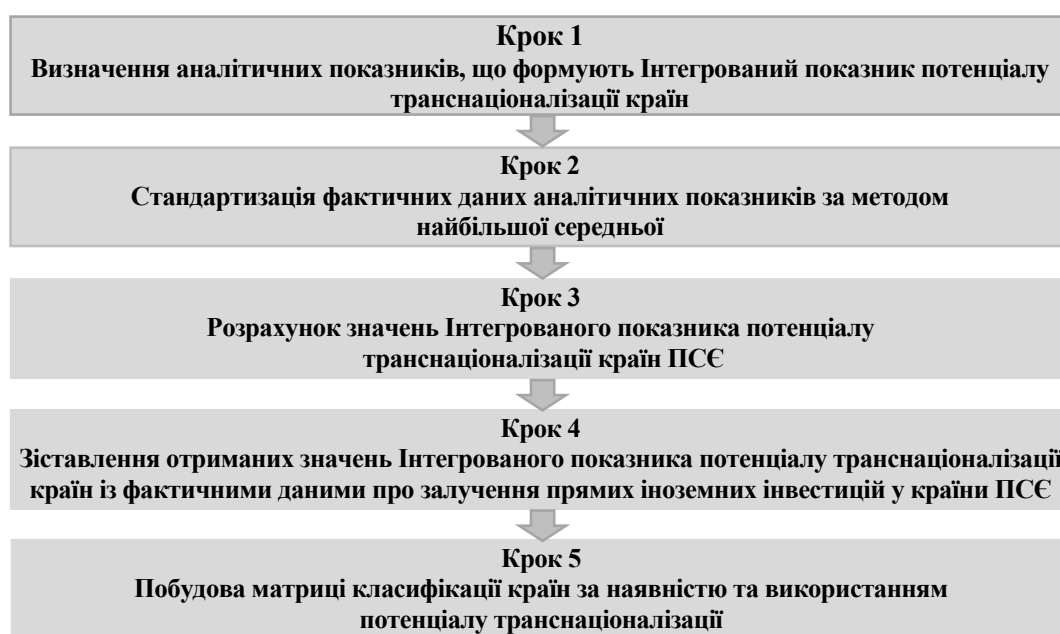 Крок 1
Визначення аналітичних показників, що формують Інтегрований показник потенціалу
транснаціоналізації країн
Крок 2
Стандартизація фактичних даних аналітичних показників за методом
найбільшої середньої
Крок 3
Розрахунок значень Інтегрованого показника потенціалу
транснаціоналізації країн ПСЄ
Крок 4
Зіставлення отриманих значень Інтегрованого показника потенціалу транснаціоналізації
країн із фактичними даними про залучення прямих іноземних інвестицій у країни ПСЄ
Крок 5
Побудова матриці класифікації країн за наявністю та використанням
потенціалу транснаціоналізації